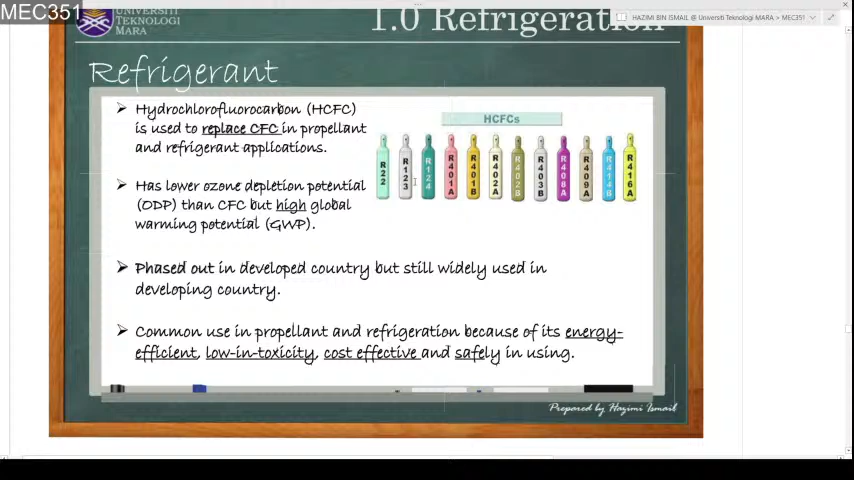 MEC351
UNIVERSITI
TEKNOLOGI
MARA
1.0 Refrigeration
HAZIMI BIN ISMAIL @ Universiti Teknologi MARA > MEC351
Refrigerant
➤ Hydrochlorofluorocarbon (HCFC)
is used to replace CFC in propellant
and refrigerant applications.
➤ Has lower ozone depletion potential
(ODP) than CFC but high global
warming potential (GWP).
HCFCs
R22 R123 R124 R401A R401B R402A R402B R403B R408A R409A R414B R416A
➤ Phased out in developed country but still widely used in
developing country.
➤ Common use in propellant and refrigeration because of its energy-
efficient, low-in-toxicity, cost effective and safely in using.
Prepared by Hazimi Ismail